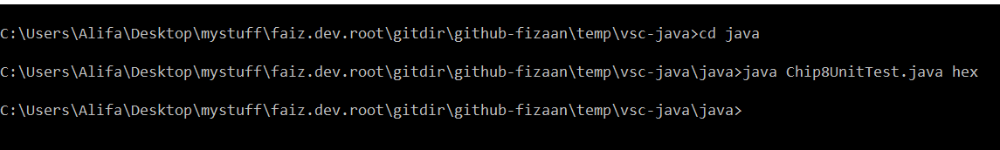 C:\Users\Alifa\Desktop\mystuff\faiz.dev.root\gitdir\github-fizaan\temp\vsc-java>cd java
C:\Users\Alifa\Desktop\mystuff\faiz.dev.root\gitdir\github-fizaan\temp\vsc-java\java>java Chip8UnitTest.java hex
C:\Users\Alifa\Desktop\mystuff\faiz.dev.root\gitdir\github-fizaan\temp\vsc-java\java>